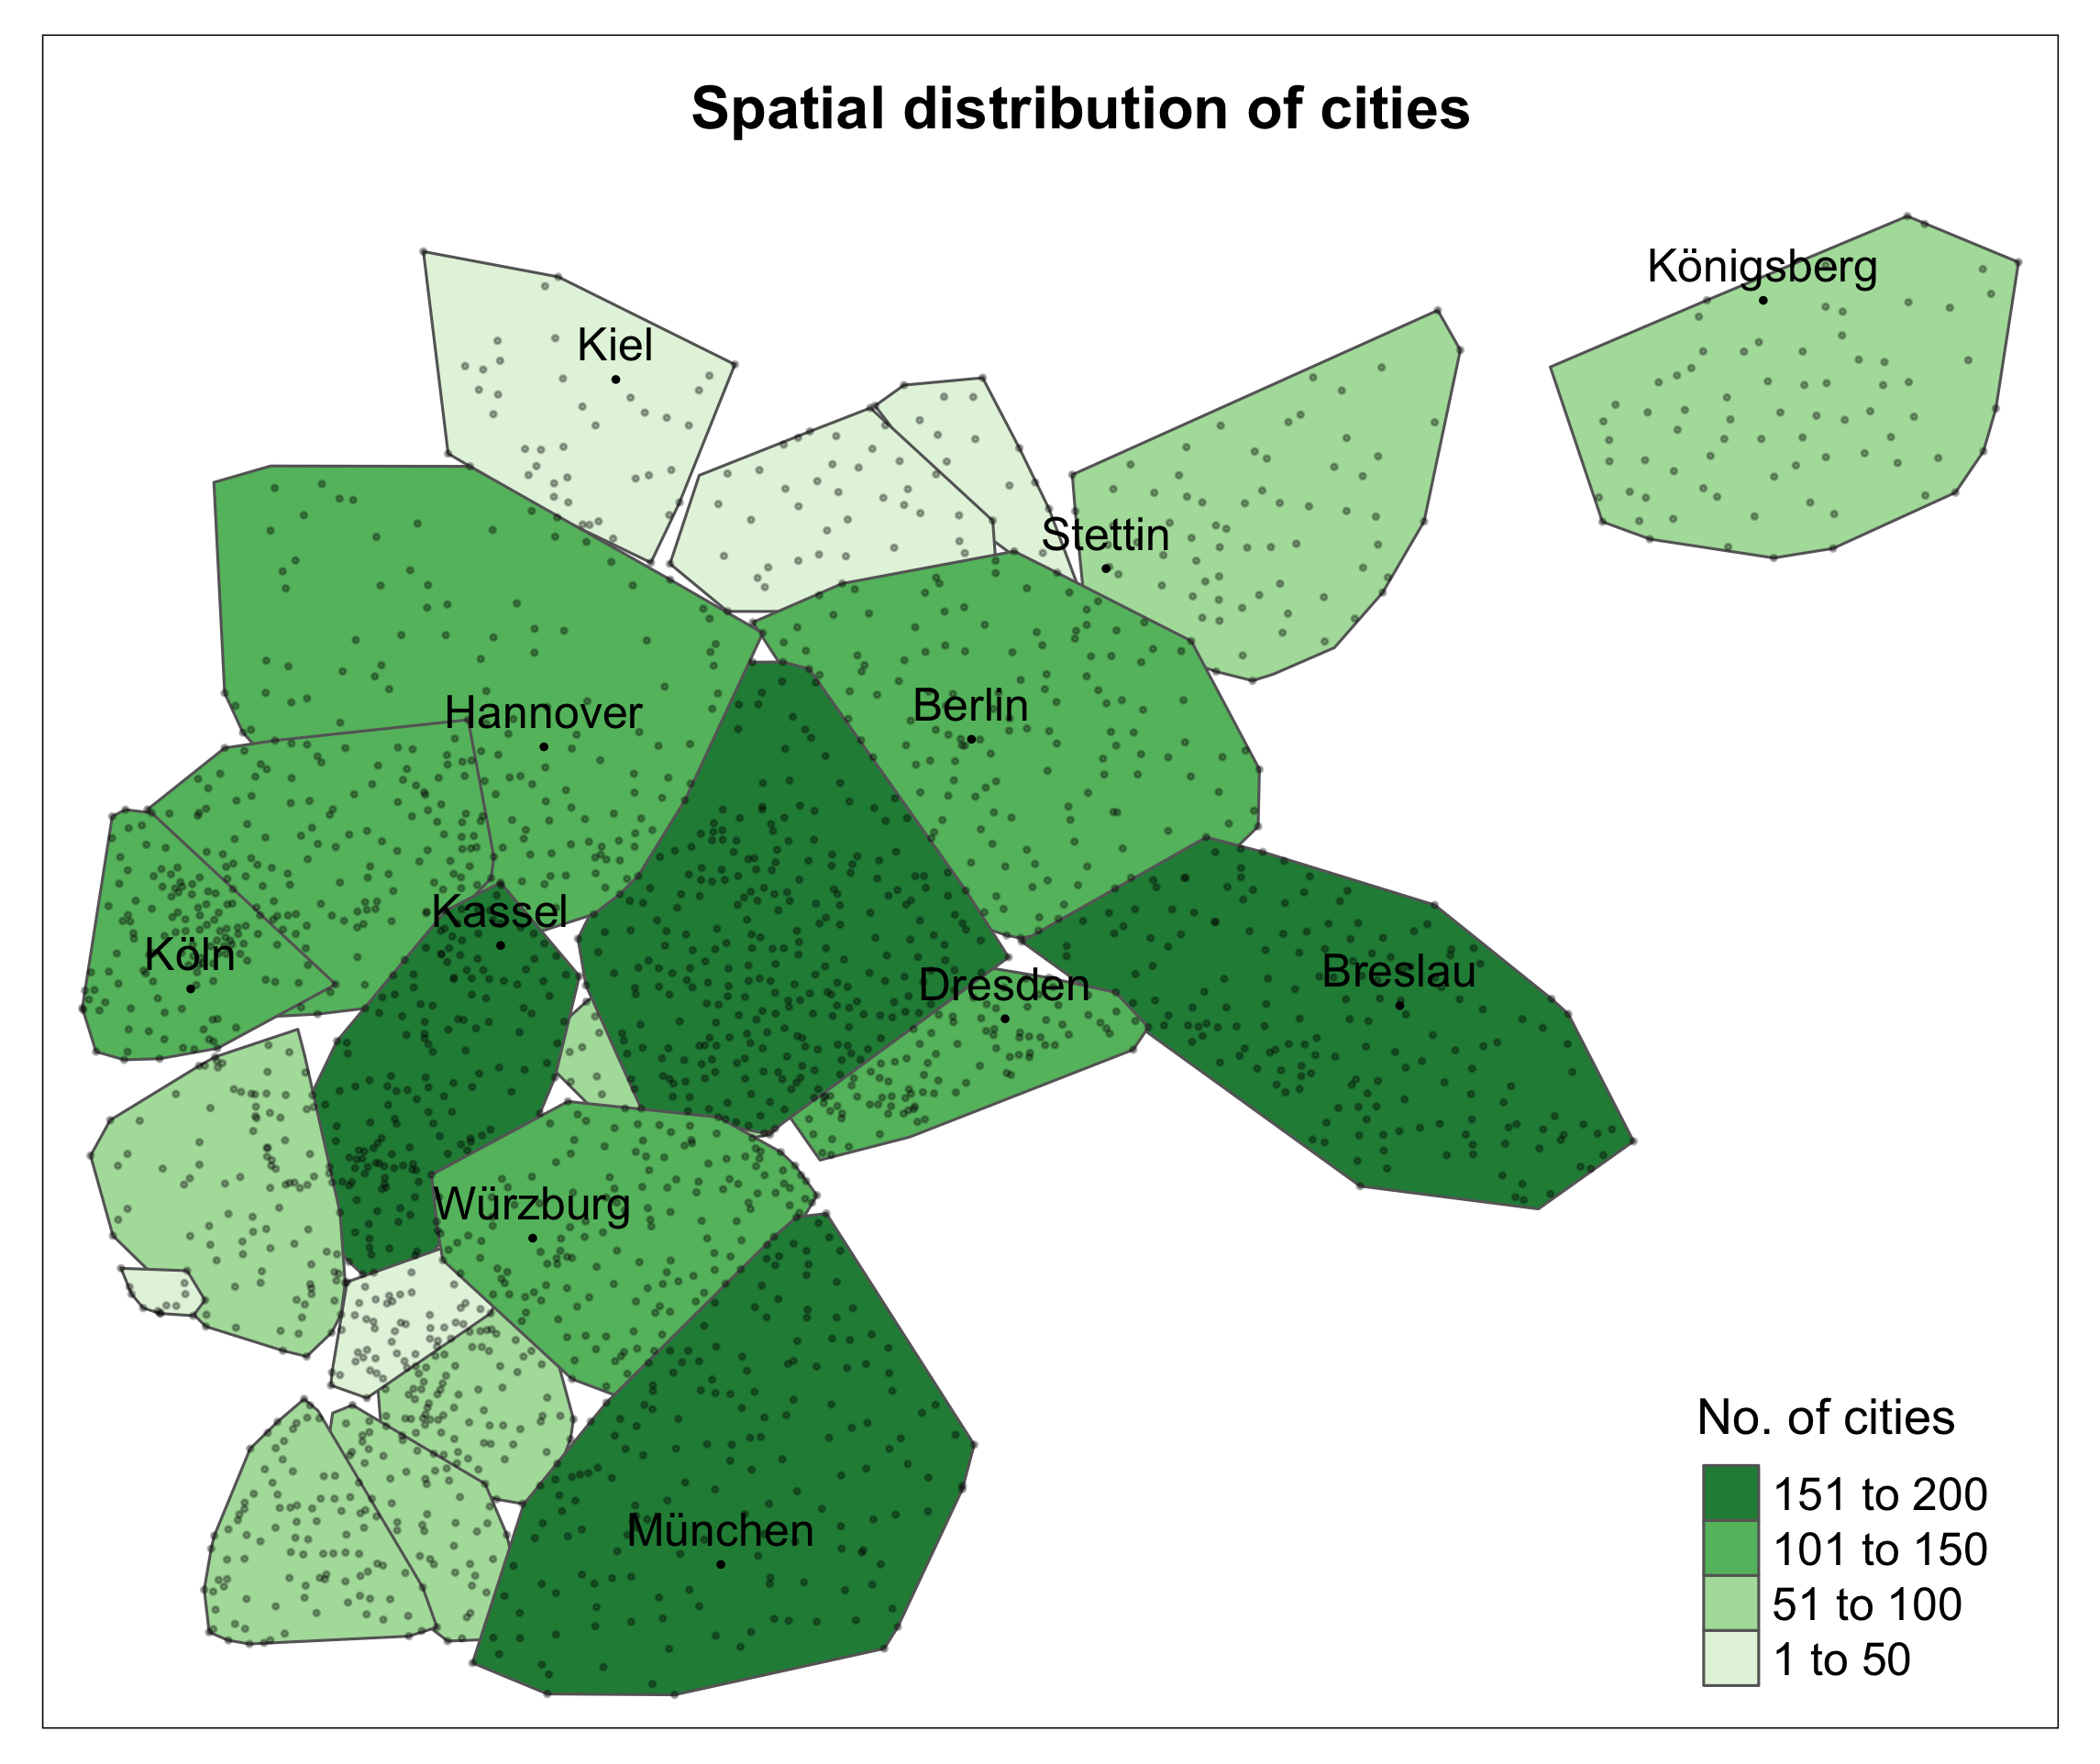 Spatial distribution of cities
Königsberg
Kiel
Stettin
Berlin
Hannover
Kassel
Köln
Breslau
Dresden
Würzburg
München
No. of cities
151 to 200
101 to 150
51 to 100
1 to 50